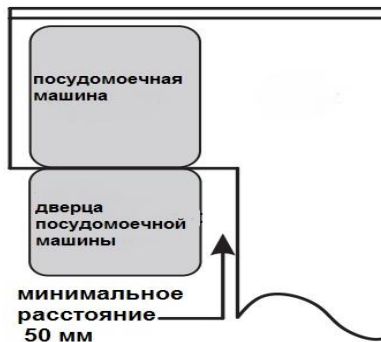 посудомоечная
машина
дверца
посудомоечной
машины
минимальное
расстояние
50 мм